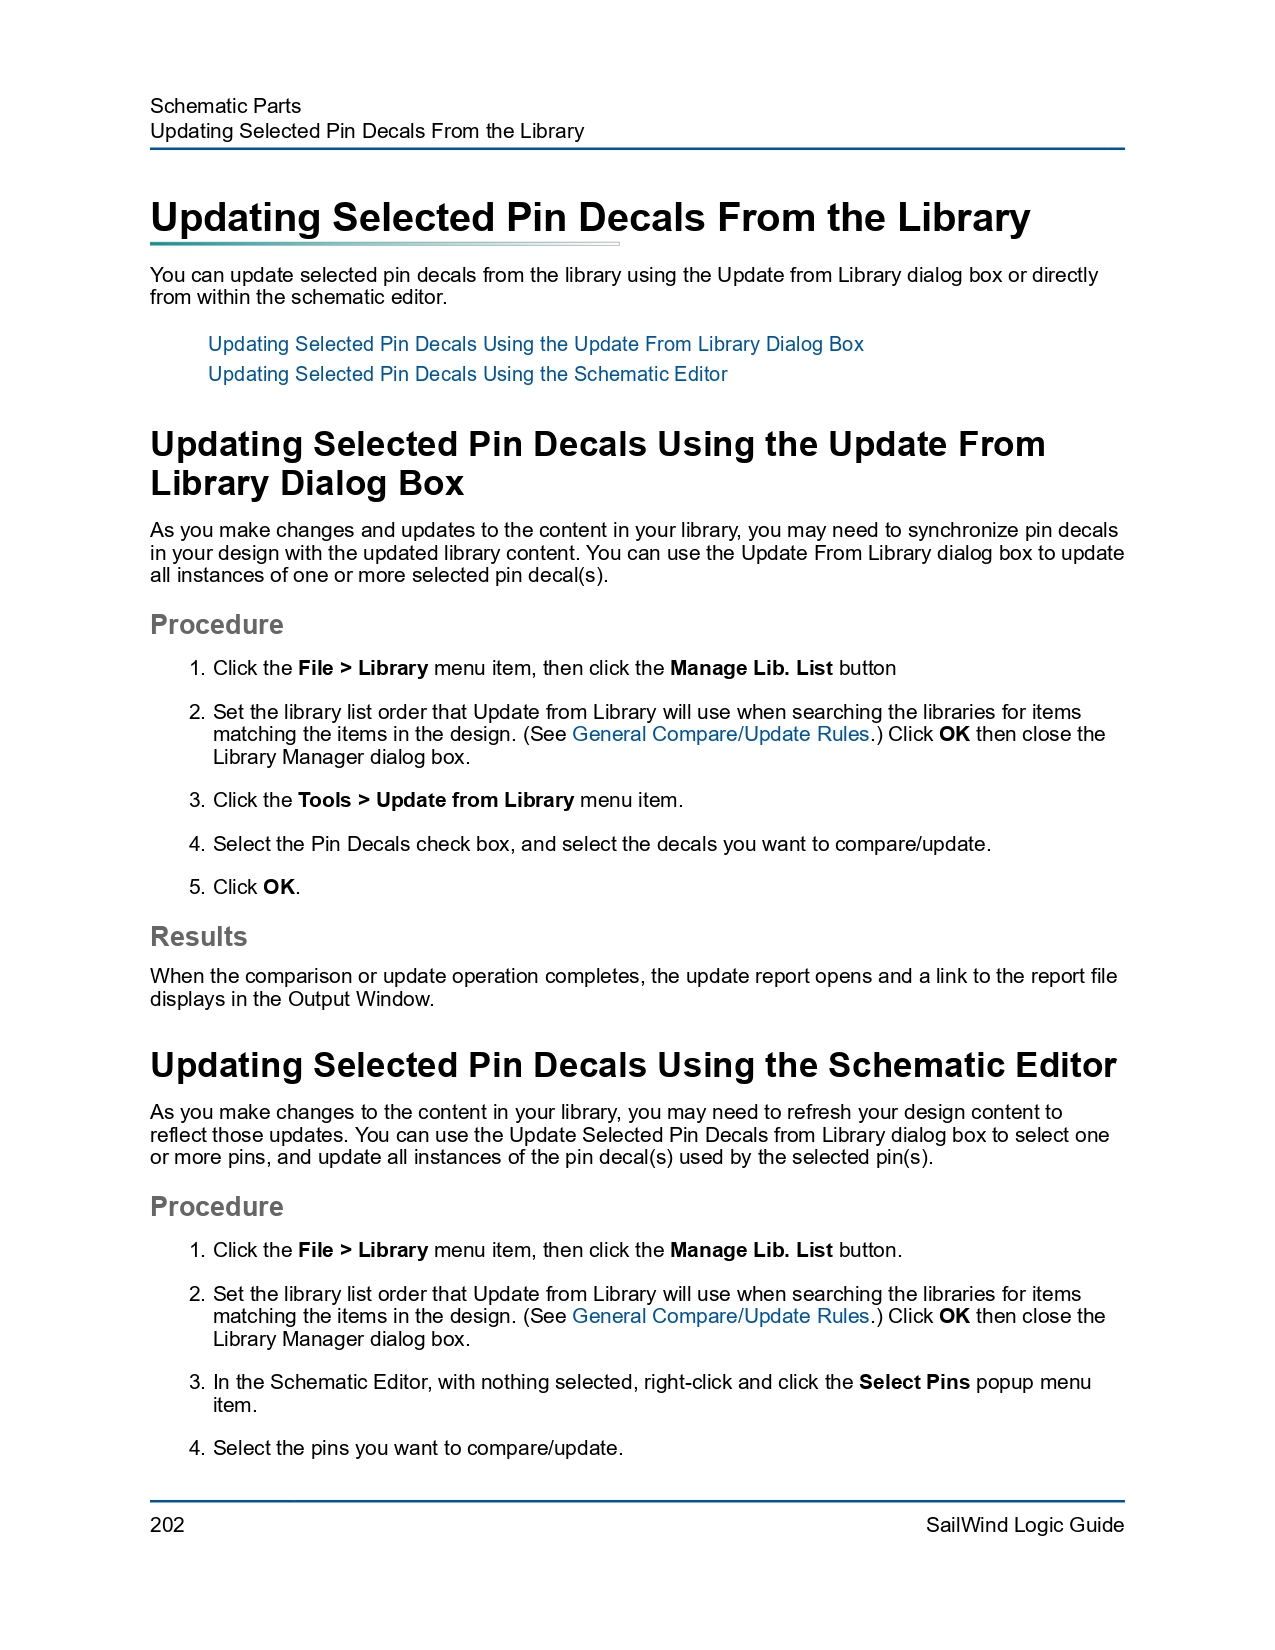 Schematic Parts
Updating Selected Pin Decals From the Library
Updating Selected Pin Decals From the Library
You can update selected pin decals from the library using the Update from Library dialog box or directly
from within the schematic editor.
Updating Selected Pin Decals Using the Update From Library Dialog Box
Updating Selected Pin Decals Using the Schematic Editor
Updating Selected Pin Decals Using the Update From
Library Dialog Box
As you make changes and updates to the content in your library, you may need to synchronize pin decals
in your design with the updated library content. You can use the Update From Library dialog box to update
all instances of one or more selected pin decal(s).
Procedure
1. Click the File > Library menu item, then click the Manage Lib. List button
2. Set the library list order that Update from Library will use when searching the libraries for items
matching the items in the design. (See General Compare/Update Rules.) Click OK then close the
Library Manager dialog box.
3. Click the Tools > Update from Library menu item.
4. Select the Pin Decals check box, and select the decals you want to compare/update.
5. Click OK.
Results
When the comparison or update operation completes, the update report opens and a link to the report file
displays in the Output Window.
Updating Selected Pin Decals Using the Schematic Editor
As you make changes to the content in your library, you may need to refresh your design content to
reflect those updates. You can use the Update Selected Pin Decals from Library dialog box to select one
or more pins, and update all instances of the pin decal(s) used by the selected pin(s).
Procedure
1. Click the File > Library menu item, then click the Manage Lib. List button.
2. Set the library list order that Update from Library will use when searching the libraries for items
matching the items in the design. (See General Compare/Update Rules.) Click OK then close the
Library Manager dialog box.
3. In the Schematic Editor, with nothing selected, right-click and click the Select Pins popup menu
item.
4. Select the pins you want to compare/update.
202
SailWind Logic Guide